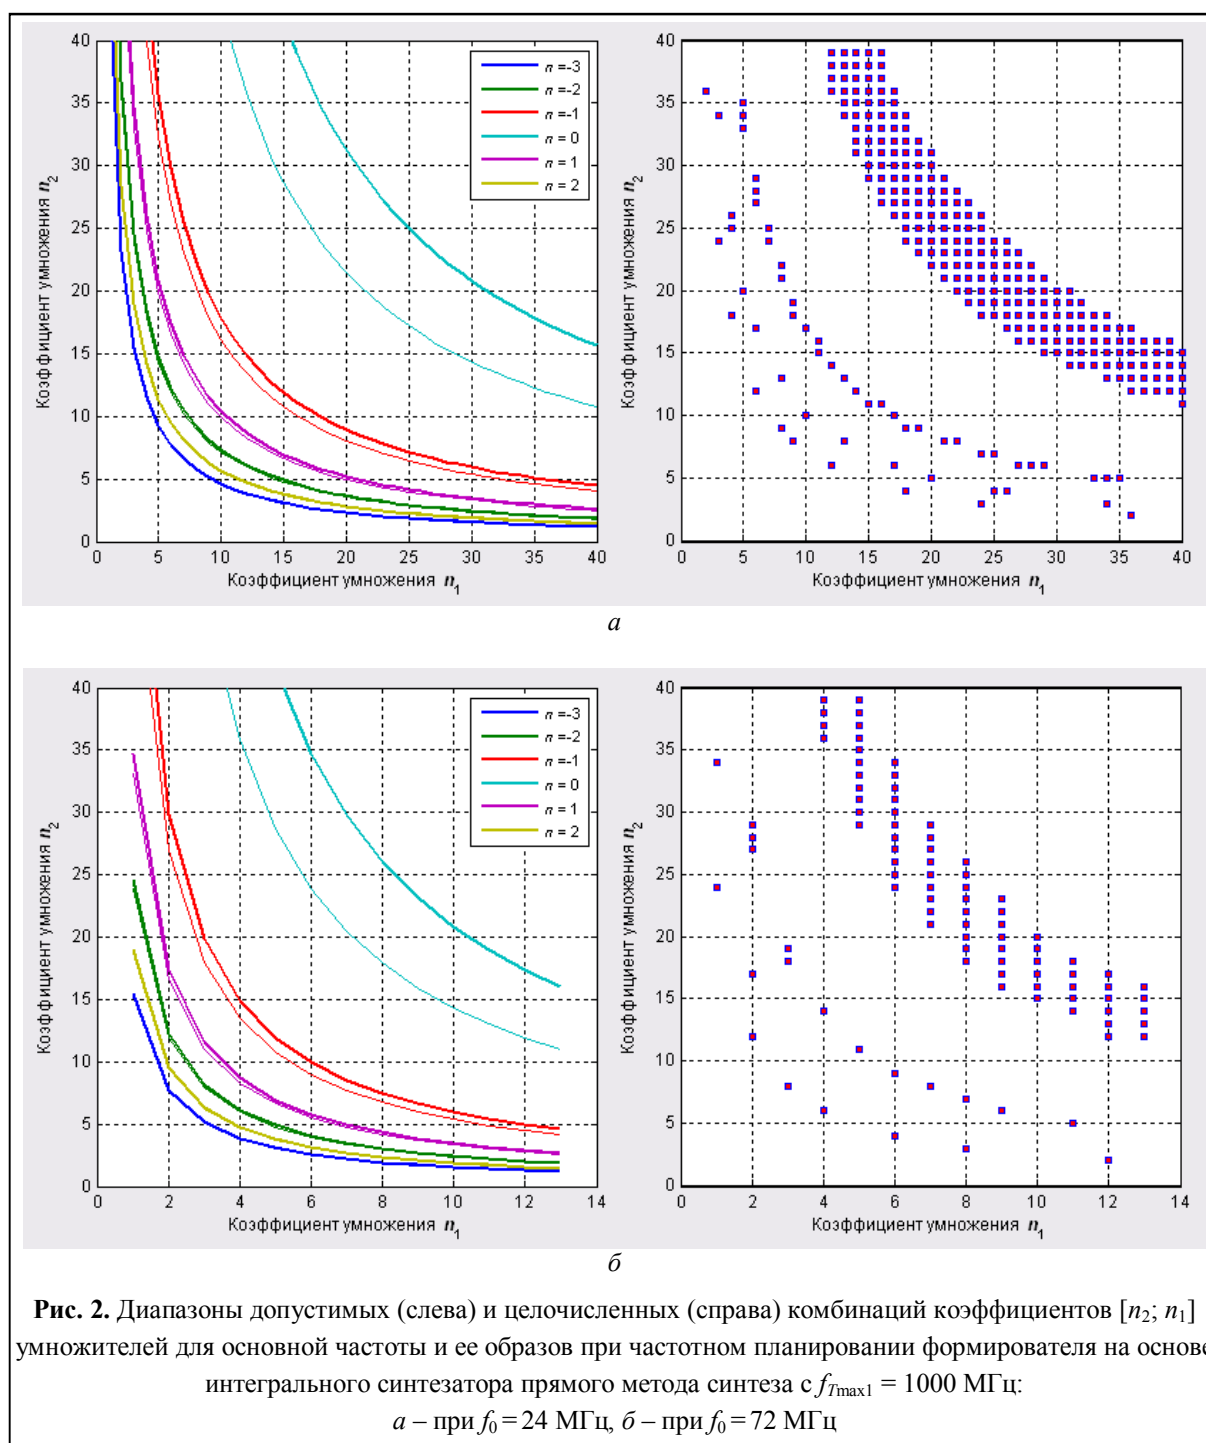 40
35
30
25
20
15
10
5
0
Коэффициент умножения n₂
n =-3
n =-2
n =-1
n = 0
n = 1
n = 2
0 5 10 15 20 25 30 35 40
Коэффициент умножения n₁
40
35
30
25
20
15
10
5
0
Коэффициент умножения n₂
0 5 10 15 20 25 30 35 40
Коэффициент умножения n₁
а
40
35
30
25
20
15
10
5
0
Коэффициент умножения n₂
n =-3
n =-2
n =-1
n = 0
n = 1
n = 2
0 2 4 6 8 10 12 14
Коэффициент умножения n₁
40
35
30
25
20
15
10
5
0
Коэффициент умножения n₂
0 2 4 6 8 10 12 14
Коэффициент умножения n₁
б
Рис. 2. Диапазоны допустимых (слева) и целочисленных (справа) комбинаций коэффициентов [n₂; n₁]
умножителей для основной частоты и ее образов при частотном планировании формирователя на основе
интегрального синтезатора прямого метода синтеза с f_Tmax1 = 1000 МГц:
а – при f₀ = 24 МГц, б – при f₀ = 72 МГц